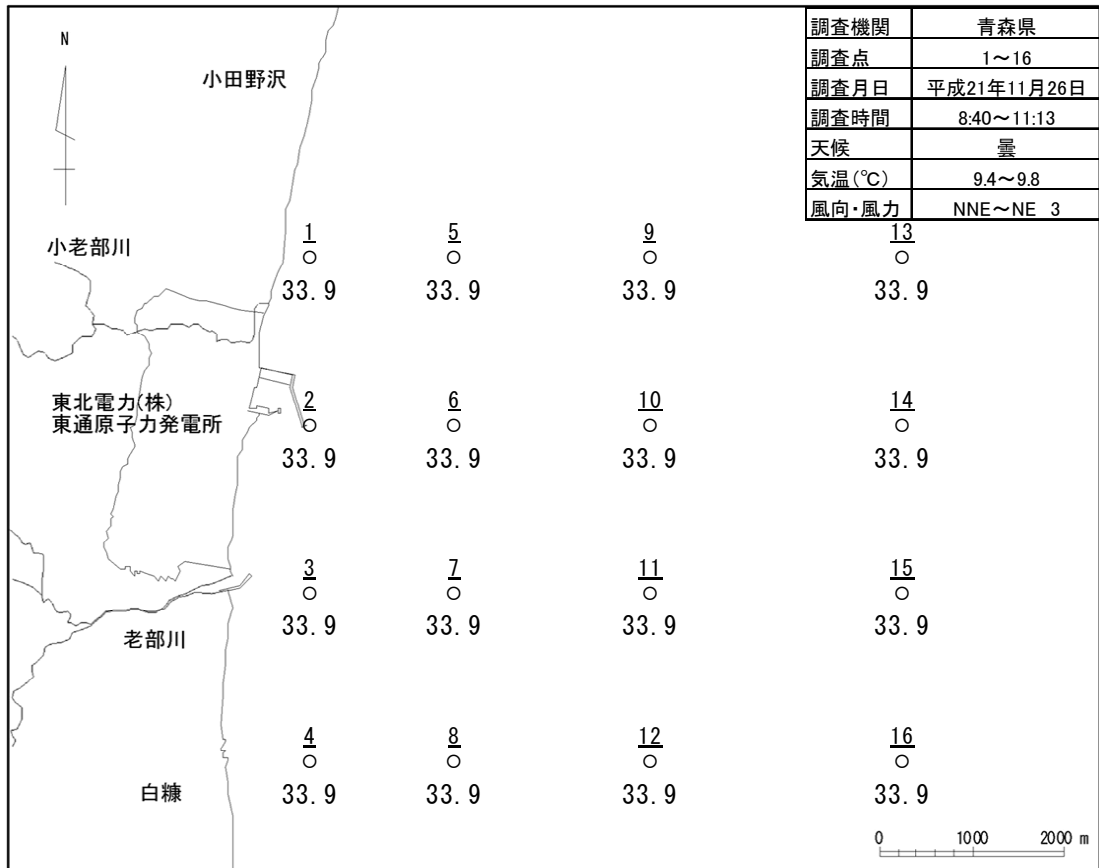 調査機関 青森県
調査点 1～16
調査月日 平成21年11月26日
調査時間 8:40～11:13
天候 曇
気温(℃) 9.4～9.8
風向・風力 NNE～NE 3
N
小田野沢
小老部川
1 5 9 13
33.9 33.9 33.9 33.9
東北電力(株)
東通原子力発電所
2 6 10 14
33.9 33.9 33.9 33.9
3 7 11 15
33.9 33.9 33.9 33.9
老部川
4 8 12 16
33.9 33.9 33.9 33.9
白糠
0 1000 2000 m